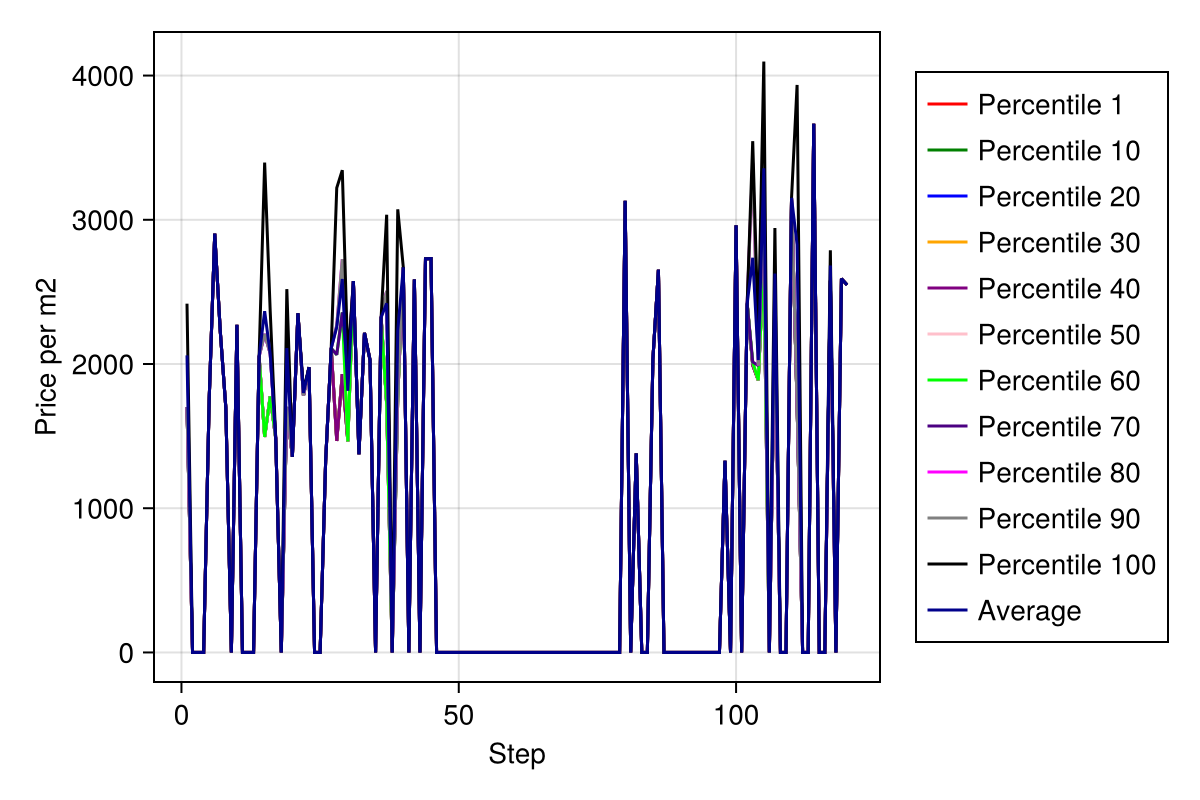 4000
3000
2000
1000
0
Price per m2
0
50
100
Step
Percentile 1
Percentile 10
Percentile 20
Percentile 30
Percentile 40
Percentile 50
Percentile 60
Percentile 70
Percentile 80
Percentile 90
Percentile 100
Average